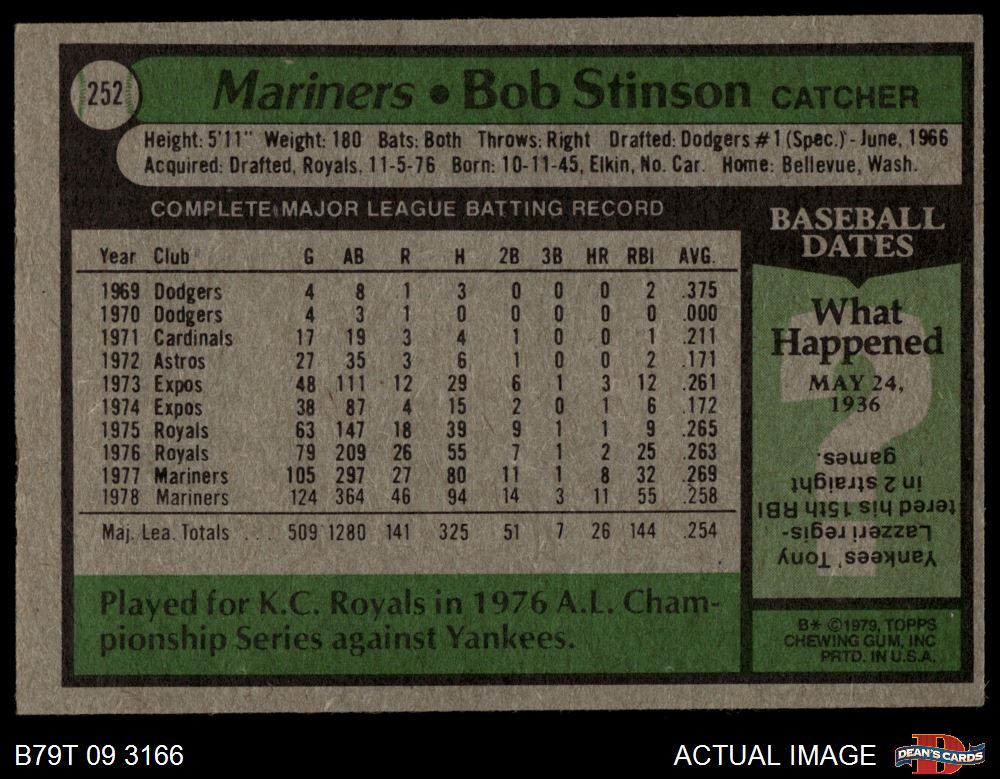 252
Mariners • Bob Stinson CATCHER
Height: 5'11" Weight: 180 Bats: Both Throws: Right Drafted: Dodgers #1 (Spec.) - June, 1966
Acquired: Drafted, Royals, 11-5-76 Born: 10-11-45, Elkin, No. Car. Home: Bellevue, Wash.
COMPLETE MAJOR LEAGUE BATTING RECORD
Year Club G AB R H 2B 3B HR RBI AVG.
1969 Dodgers 4 8 1 3 0 0 0 2 .375
1970 Dodgers 4 3 1 0 0 0 0 0 .000
1971 Cardinals 17 19 3 4 1 0 0 1 .211
1972 Astros 27 35 3 6 1 0 0 2 .171
1973 Expos 48 111 12 29 6 1 3 12 .261
1974 Expos 38 87 4 15 2 0 1 6 .172
1975 Royals 63 147 18 39 9 1 1 9 .265
1976 Royals 79 209 26 55 7 1 2 25 .263
1977 Mariners 105 297 27 80 11 1 8 32 .269
1978 Mariners 124 364 46 94 14 3 11 55 .258
Maj. Lea. Totals ... 509 1280 141 325 51 7 26 144 .254
Played for K.C. Royals in 1976 A.L. Cham-
pionship Series against Yankees.
BASEBALL
DATES
What
Happened
MAY 24,
1936
?
Yankees' Tony
Lazzeri regis-
tered his 15th RBI
in 2 straight
games.
B* ©1979, TOPPS
CHEWING GUM, INC
PRTD. IN U.S.A.
B79T 09 3166
ACTUAL IMAGE
DEAN'S CARDS